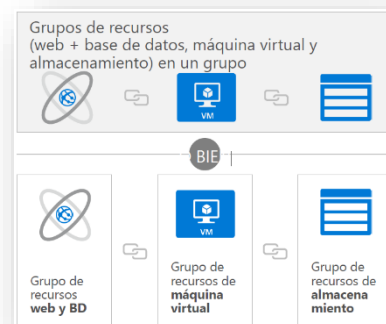 Grupos de recursos
(web + base de datos, máquina virtual y
almacenamiento) en un grupo
VM
BIE
VM
Grupo de
recursos
web y BD
Grupo de
recursos de
máquina
virtual
Grupo de
recursos de
almacena
miento